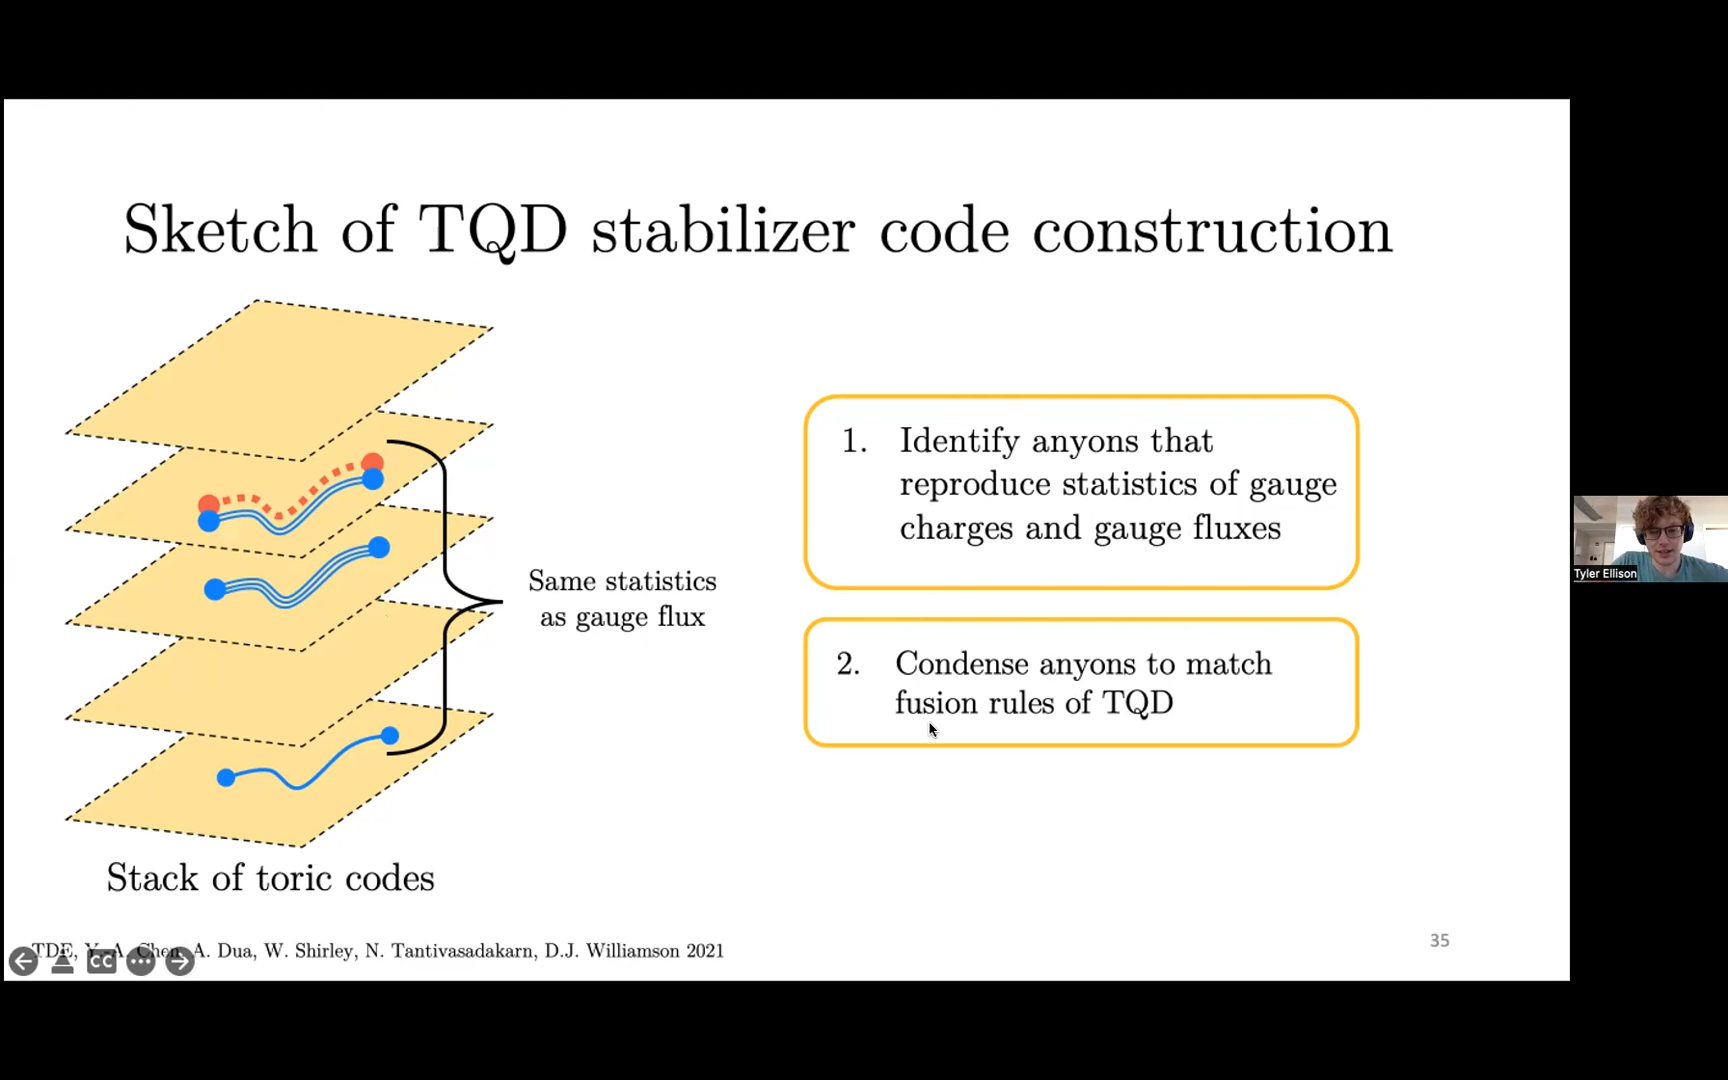 Sketch of TQD stabilizer code construction
Same statistics
as gauge flux
Stack of toric codes
1. Identify anyons that
reproduce statistics of gauge
charges and gauge fluxes
2. Condense anyons to match
fusion rules of TQD
Tyler Ellison
TDE, Y.-A. Chen, A. Dua, W. Shirley, N. Tantivasadakarn, D.J. Williamson 2021
CC
35